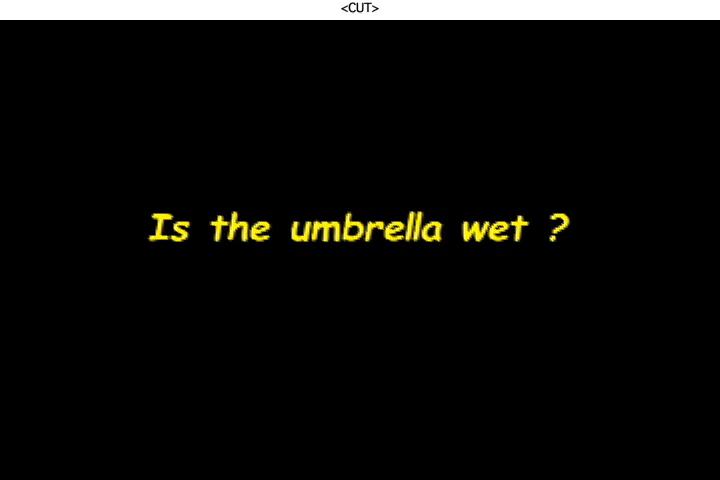 <CUT>
Is the umbrella wet ?